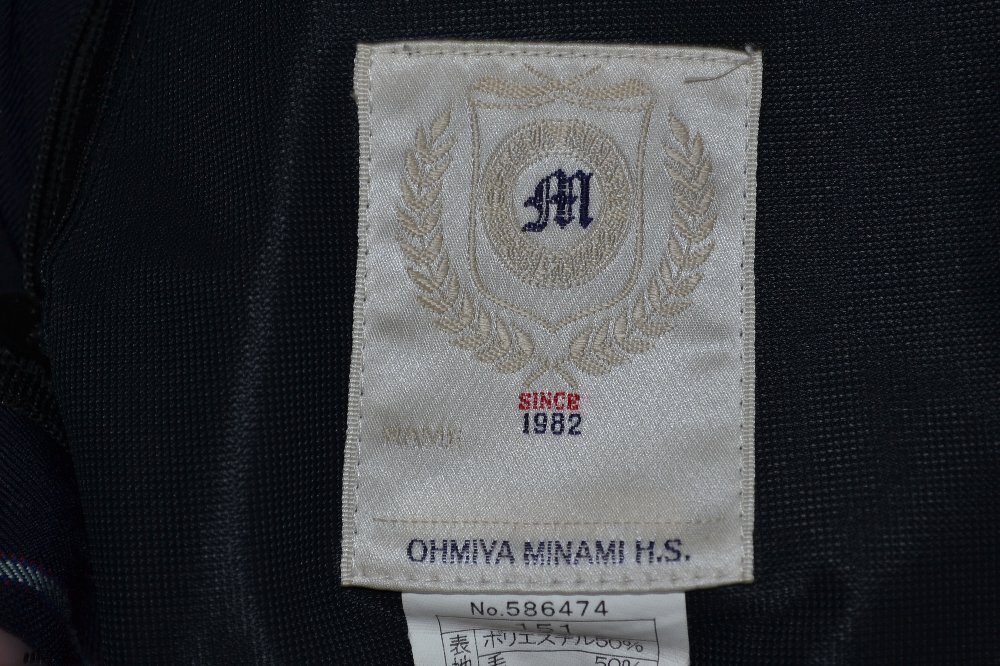 M
SINCE
1982
NAME
OHMIYA MINAMI H.S.
No.586474
151
表 ポリエステル50%
地 毛 50%